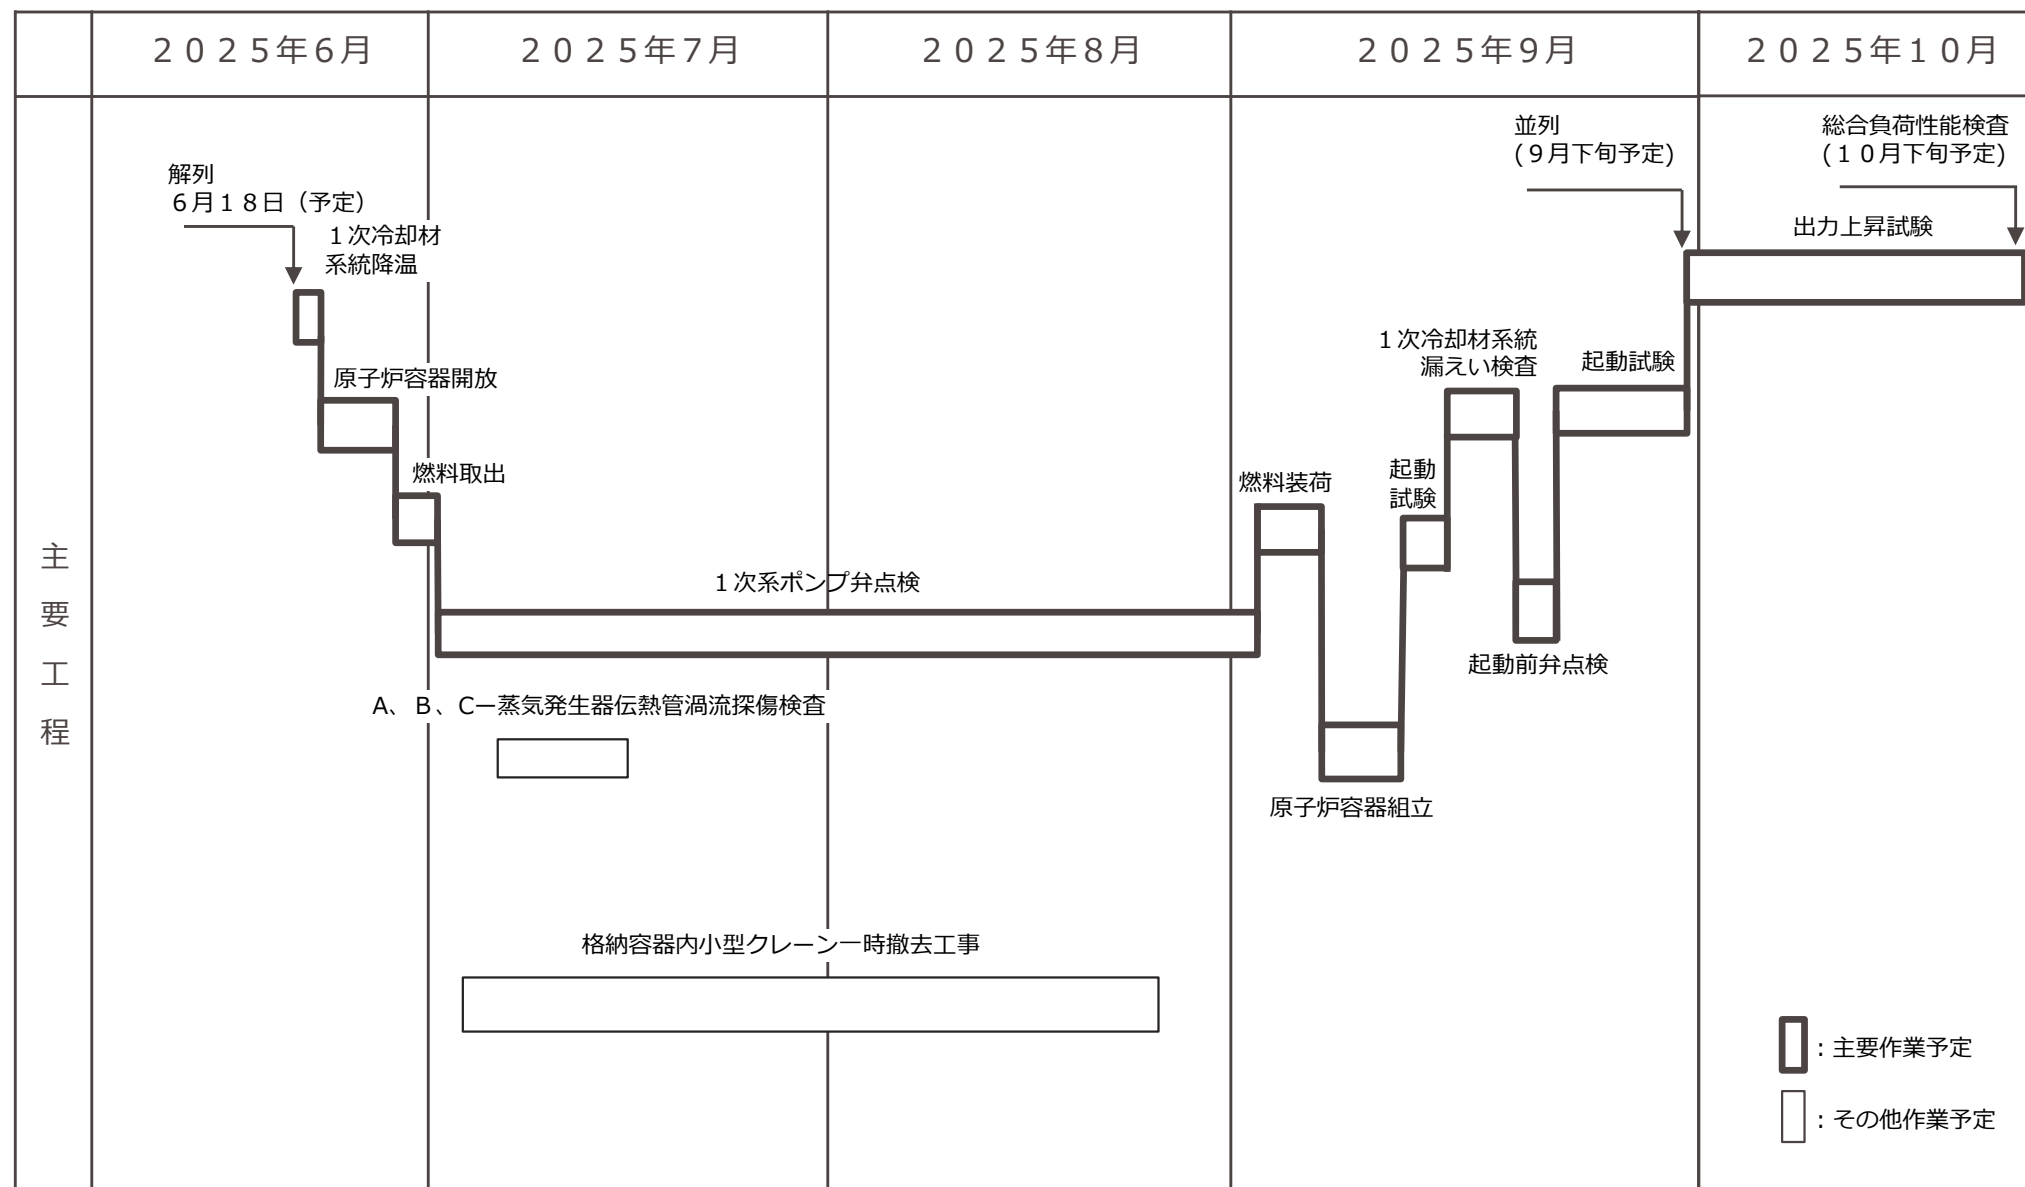 ２０２５年６月
２０２５年７月
２０２５年８月
２０２５年９月
２０２５年１０月
主要工程
解列
６月１８日（予定）
１次冷却材
系統降温
原子炉容器開放
燃料取出
１次系ポンプ弁点検
A、Ｂ、Cー蒸気発生器伝熱管渦流探傷検査
格納容器内小型クレーン一時撤去工事
燃料装荷
原子炉容器組立
起動
試験
１次冷却材系統
漏えい検査
起動前弁点検
起動試験
並列
(９月下旬予定)
出力上昇試験
総合負荷性能検査
(１０月下旬予定)
：主要作業予定
：その他作業予定